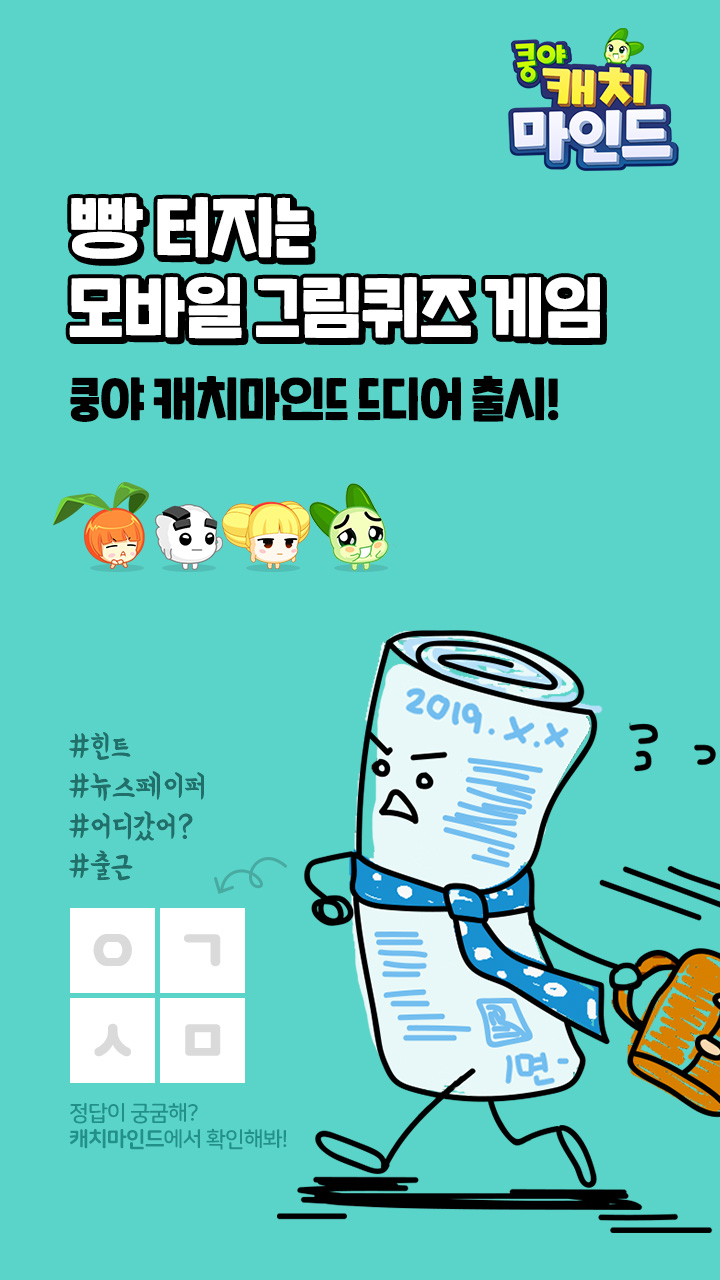 쿵야
캐치
마인드
빵 터지는
모바일 그림퀴즈 게임
쿵야 캐치마인드 드디어 출시!
2019.X.X
#힌트
#뉴스페이퍼
#어디갔어?
#출근
ㅇㄱ
ㅅㅁ
1면
정답이 궁굼해?
캐치마인드에서 확인해봐!